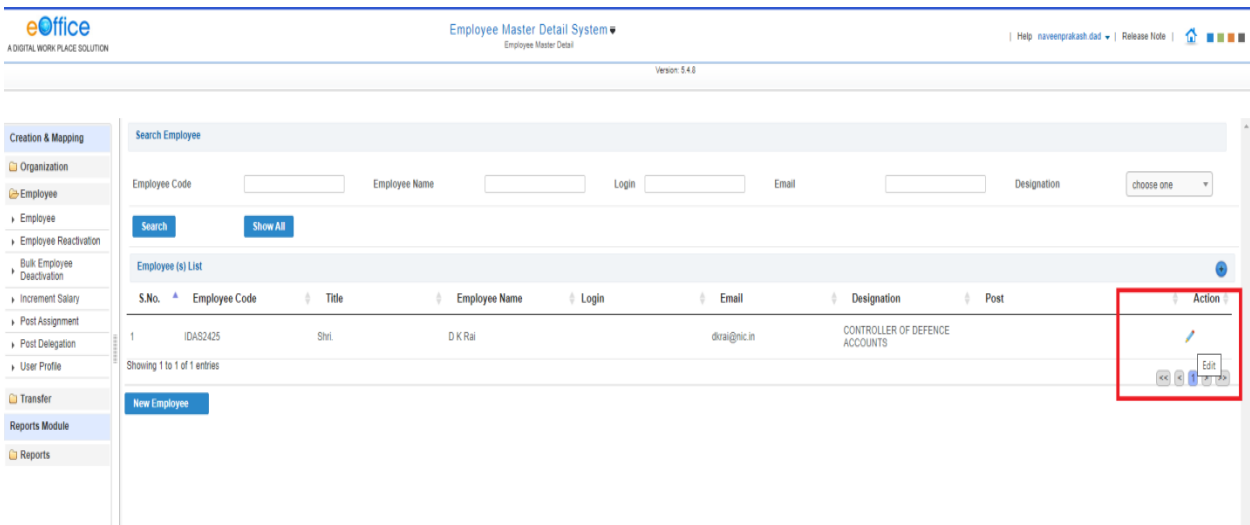 eOffice
A DIGITAL WORK PLACE SOLUTION
Employee Master Detail System
Employee Master Detail
| Help naveenprakash.dad | Release Note |
Version: 5.4.8
Creation & Mapping
Organization
Employee
Employee
Employee Reactivation
Bulk Employee
Deactivation
Increment Salary
Post Assignment
Post Delegation
User Profile
Transfer
Reports Module
Reports
Search Employee
Employee Code Employee Name Login Email Designation choose one
Search Show All
Employee (s) List
S.No. Employee Code Title Employee Name Login Email Designation Post Action
1 IDAS2425 Shri. D K Rai dkrai@nic.in CONTROLLER OF DEFENCE
ACCOUNTS
Edit
Showing 1 to 1 of 1 entries
<< < 1 > >>
New Employee